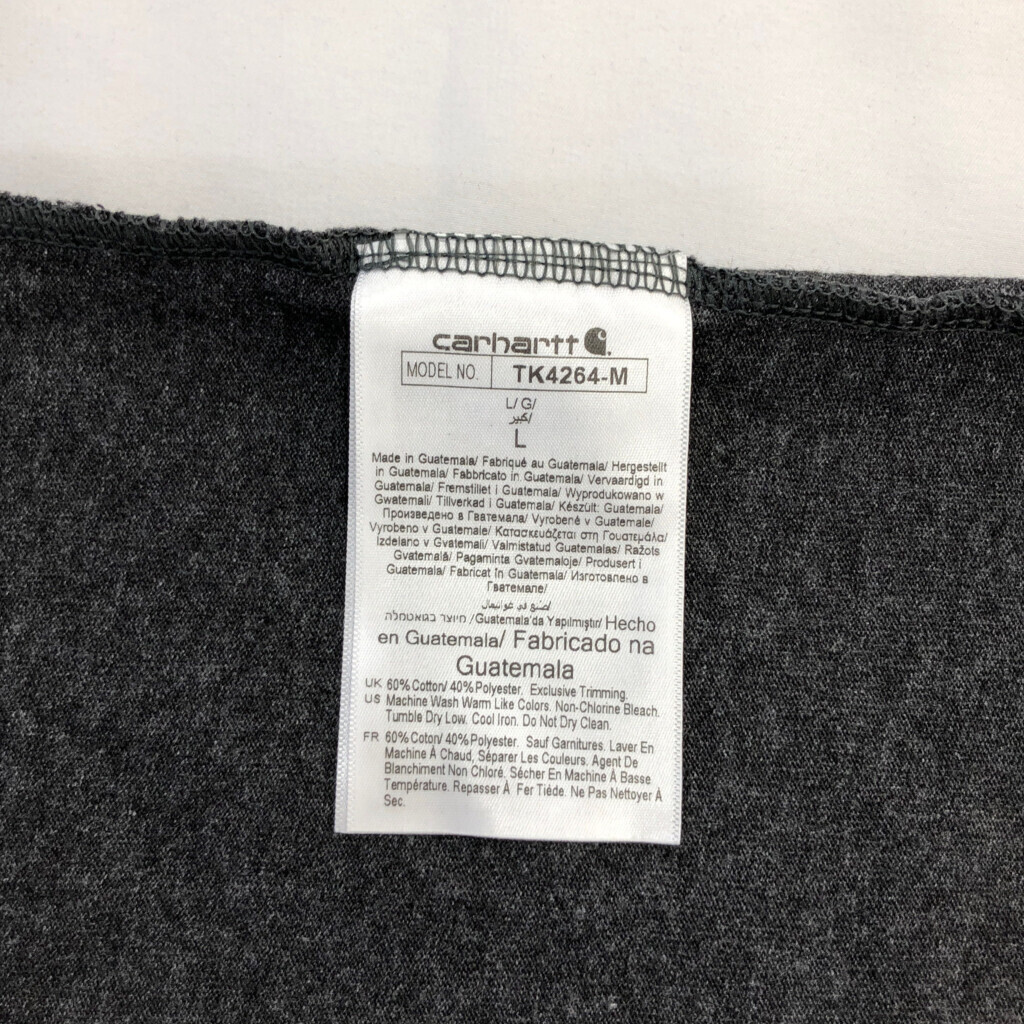 carhartt
MODEL NO. TK4264-M
L/ G/
كبير/
L
Made in Guatemala/ Fabriqué au Guatemala/ Hergestellt
in Guatemala/ Fabbricato in Guatemala/ Vervaardigd in
Guatemala/ Fremstillet i Guatemala/ Wyprodukowano w
Gwatemali/ Tillverkad i Guatemala/ Készült: Guatemala/
Произведено в Гватемала/ Vyrobené v Guatemale/
Vyrobeno v Guatemale/ Κατασκευάζεται στη Γουατεμάλα/
Izdelano v Gvatemali/ Valmistatud Guatemalas/ Ražots
Gvatemalā/ Pagaminta Gvatemaloje/ Produsert i
Guatemala/ Fabricat în Guatemala/ Изготовлено в
Гватемале/
صنع في
מיוצר בגואטמלה /Guatemala'da Yapılmıştır/ Hecho
en Guatemala/ Fabricado na
Guatemala
UK 60% Cotton/ 40% Polyester. Exclusive Trimming.
US Machine Wash Warm Like Colors. Non-Chlorine Bleach.
Tumble Dry Low. Cool Iron. Do Not Dry Clean.
FR 60% Coton/ 40% Polyester. Sauf Garnitures. Laver En
Machine À Chaud, Séparer Les Couleurs. Agent De
Blanchiment Non Chloré. Sécher En Machine À Basse
Température. Repasser À Fer Tiéde. Ne Pas Nettoyer À
Sec.